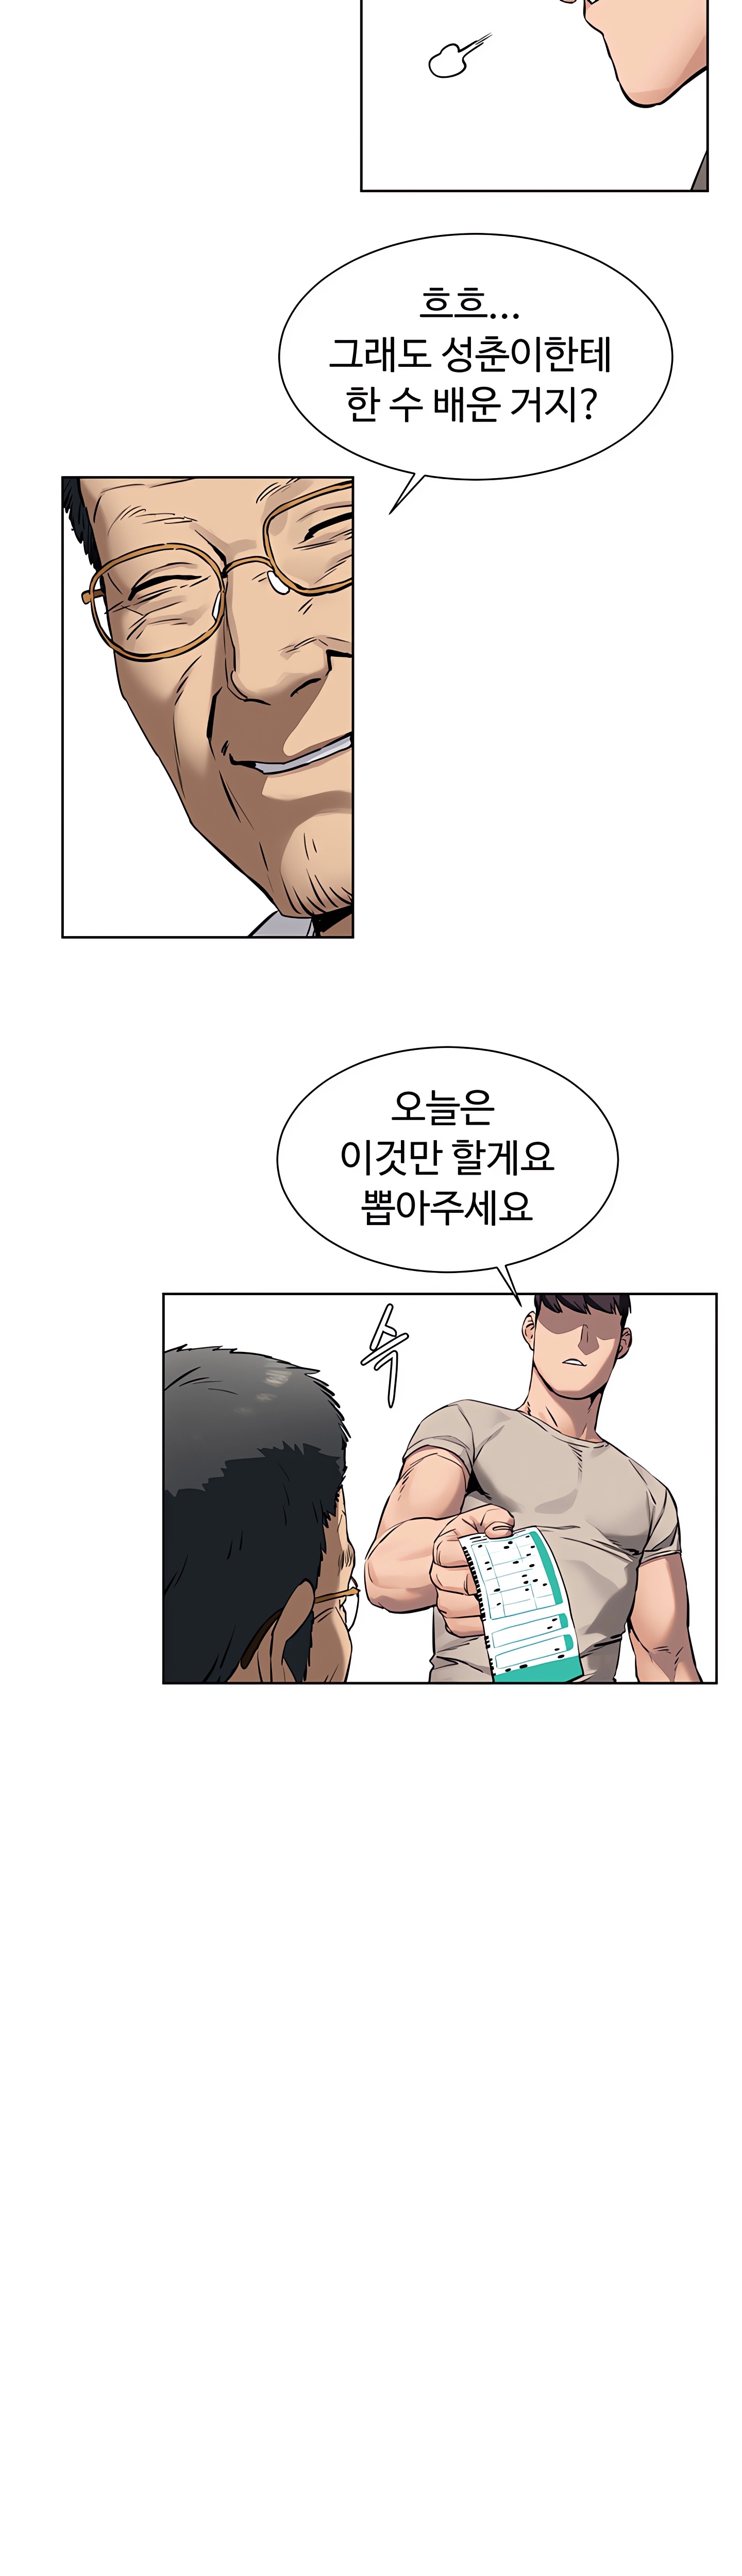 흐흐...
그래도 성춘이한테
한 수 배운 거지?
오늘은
이것만 할게요
뽑아주세요
슥